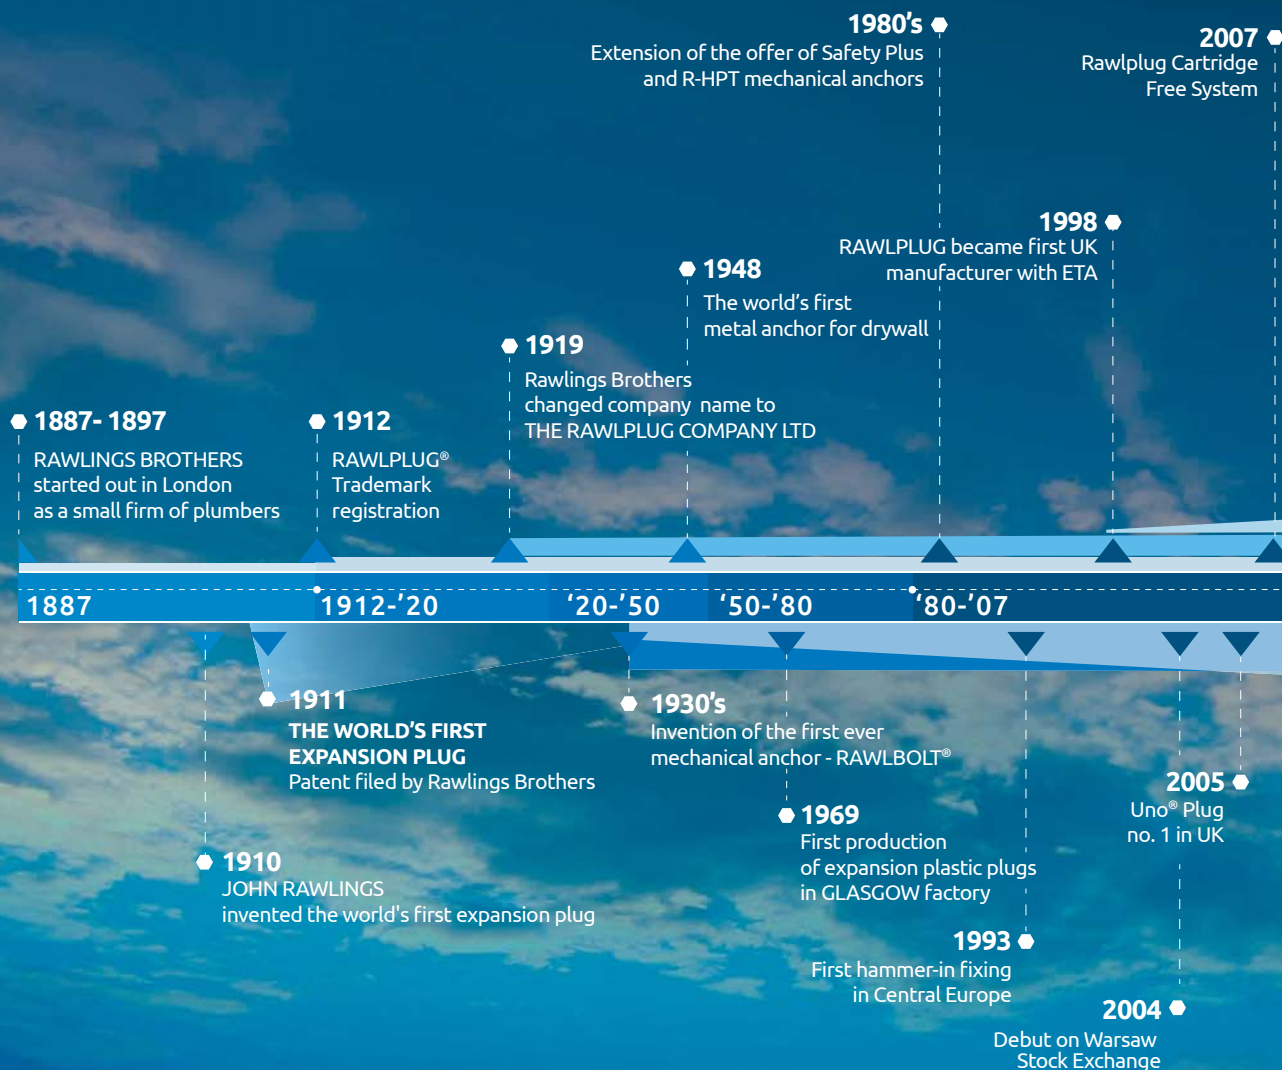 1980's
Extension of the offer of Safety Plus
and R-HPT mechanical anchors
2007
Rawlplug Cartridge
Free System
1998
RAWLPLUG became first UK
manufacturer with ETA
1948
The world's first
metal anchor for drywall
1919
Rawlings Brothers
changed company name to
THE RAWLPLUG COMPANY LTD
1887- 1897
RAWLINGS BROTHERS
started out in London
as a small firm of plumbers
1912
RAWLPLUG®
Trademark
registration
1887
1912-'20
'20-'50
'50-'80
'80-'07
1911
THE WORLD'S FIRST
EXPANSION PLUG
Patent filed by Rawlings Brothers
1930's
Invention of the first ever
mechanical anchor - RAWLBOLT®
1910
JOHN RAWLINGS
invented the world's first expansion plug
1969
First production
of expansion plastic plugs
in GLASGOW factory
2005
Uno® Plug
no. 1 in UK
1993
First hammer-in fixing
in Central Europe
2004
Debut on Warsaw
Stock Exchange